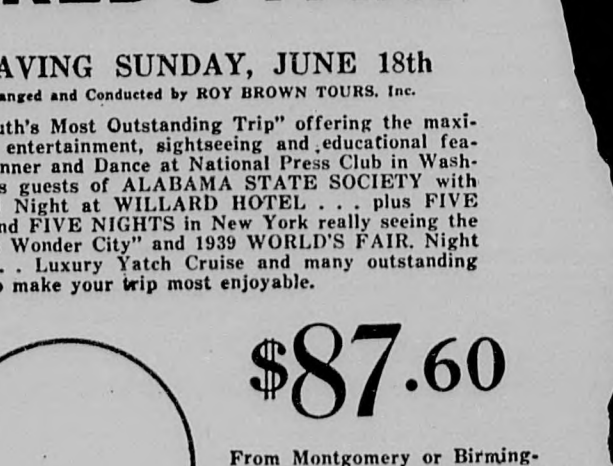 AVING SUNDAY, JUNE 18th
anged and Conducted by ROY BROWN TOURS, Inc.
uth's Most Outstanding Trip" offering the maxi-
entertainment, sightseeing and educational fea-
nner and Dance at National Press Club in Wash-
s guests of ALABAMA STATE SOCIETY with
Night at WILLARD HOTEL . . . plus FIVE
nd FIVE NIGHTS in New York really seeing the
Wonder City" and 1939 WORLD'S FAIR. Night
. . Luxury Yatch Cruise and many outstanding
o make your trip most enjoyable.
$87.60
From Montgomery or Birming-